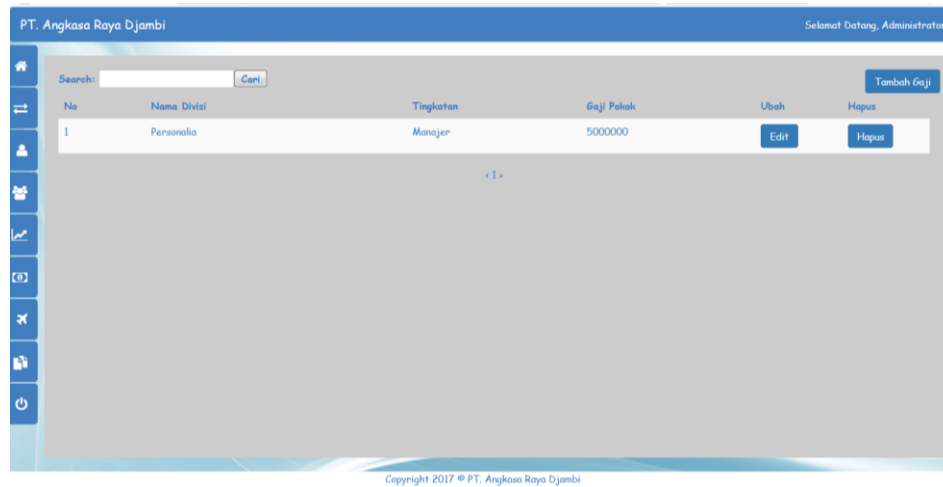 PT. Angkasa Raya Djambi Selamat Datang, Administrator
Search: Cari Tambah Gaji
No Nama Divisi Tingkatan Gaji Pokok Ubah Hapus
1 Personalia Manajer 5000000 Edit Hapus
‹ 1 ›
Copyright 2017 © PT. Angkasa Raya Djambi